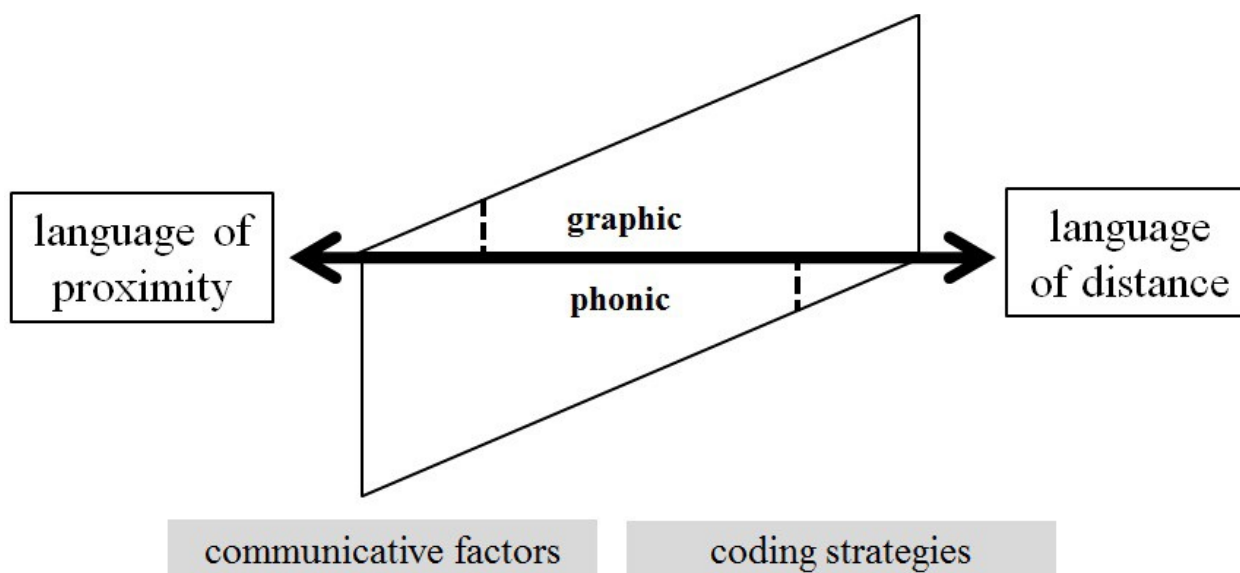 graphic
language of
proximity
language
of distance
phonic
communicative factors
coding strategies